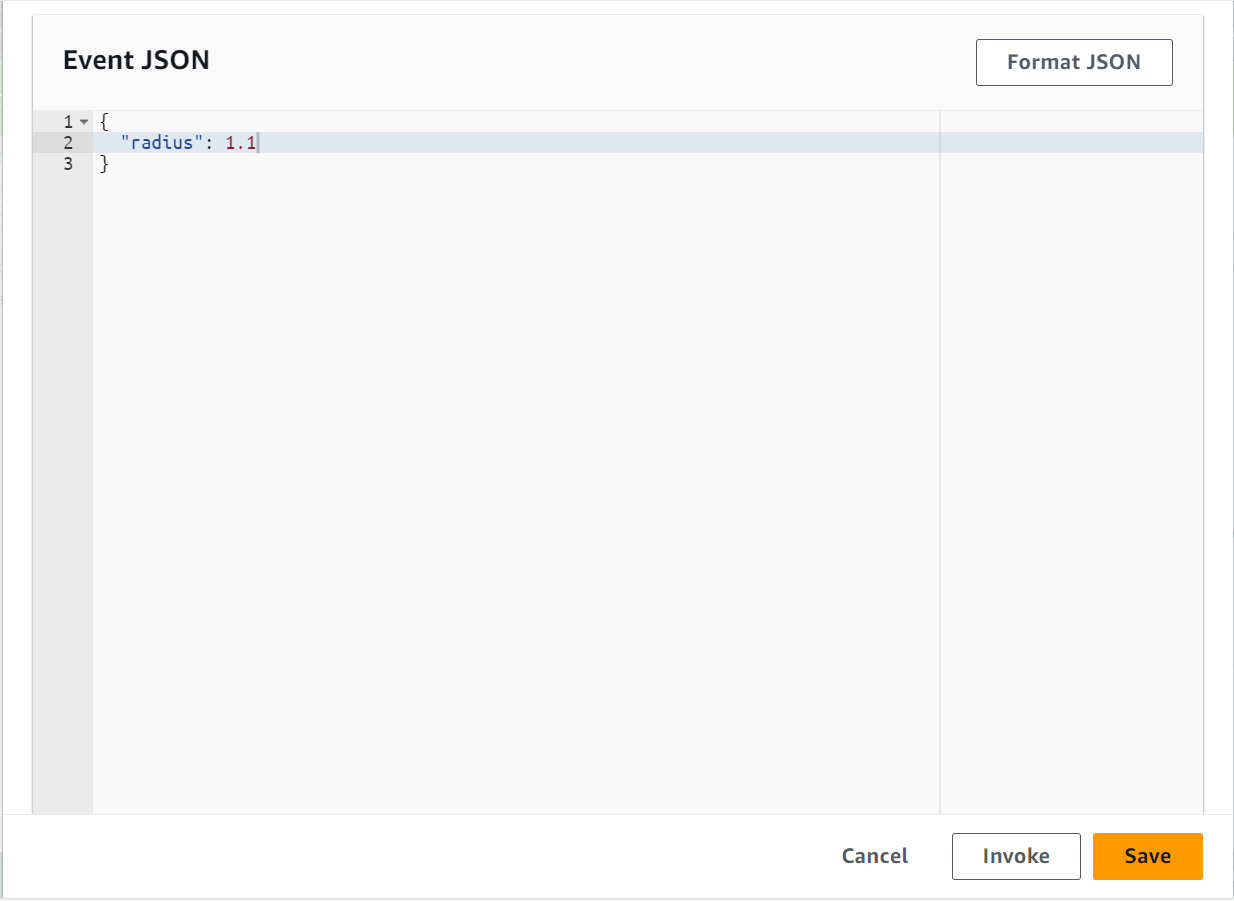 Event JSON
Format JSON
1 {
2 "radius": 1.1
3 }
Cancel
Invoke
Save